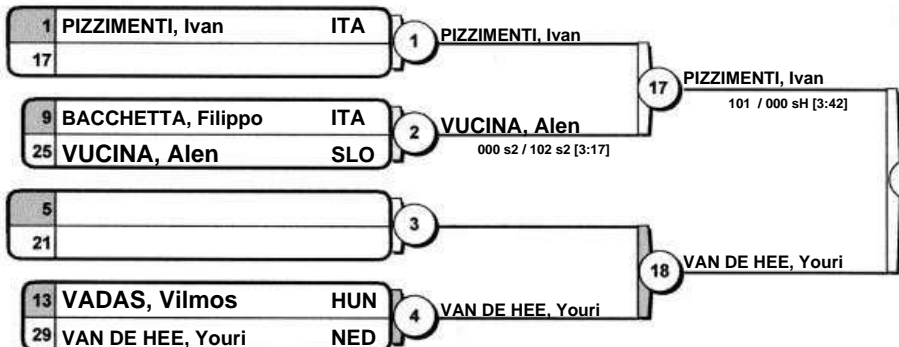 1 PIZZIMENTI, Ivan ITA
17
1 PIZZIMENTI, Ivan
9 BACCHETTA, Filippo ITA
25 VUCINA, Alen SLO
2 VUCINA, Alen
000 s2 / 102 s2 [3:17]
17 PIZZIMENTI, Ivan
101 / 000 sH [3:42]
5
21
3
13 VADAS, Vilmos HUN
29 VAN DE HEE, Youri NED
4 VAN DE HEE, Youri
18 VAN DE HEE, Youri